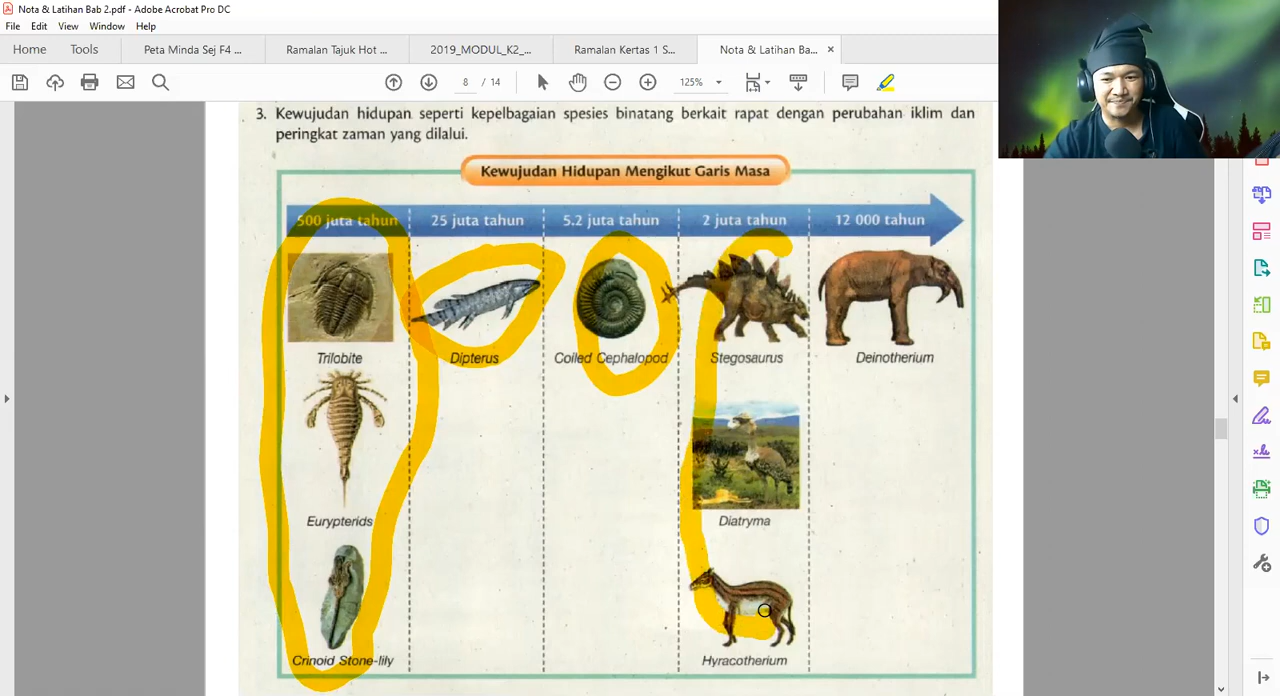 Nota & Latihan Bab 2.pdf - Adobe Acrobat Pro DC
File Edit View Window Help
Home Tools Peta Minda Sej F4 ... Ramalan Tajuk Hot ... 2019_MODUL_K2_... Ramalan Kertas 1 S... Nota & Latihan Ba... ×
8 / 14 125%
3. Kewujudan hidupan seperti kepelbagaian spesies binatang berkait rapat dengan perubahan iklim dan
peringkat zaman yang dilalui.
Kewujudan Hidupan Mengikut Garis Masa
500 juta tahun 25 juta tahun 5.2 juta tahun 2 juta tahun 12 000 tahun
Trilobite Dipterus Coiled Cephalopod Stegosaurus Deinotherium
Eurypterids Diatryma
Crinoid Stone-lily Hyracotherium